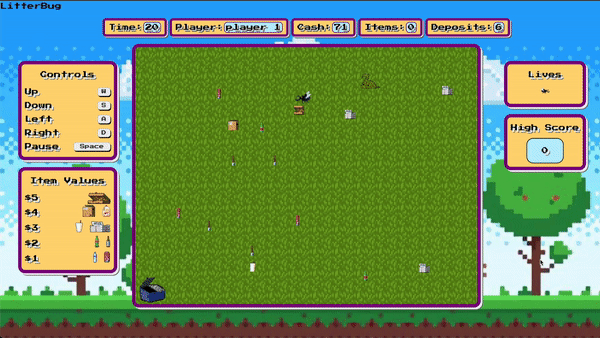 LitterBug
Time: 20 Player: player 1 Cash: 71 Items: 0 Deposits: 6
Controls
Up W
Down S
Left A
Right D
Pause Space
Item Values
$5
$4
$3
$2
$1
Lives
High Score
0